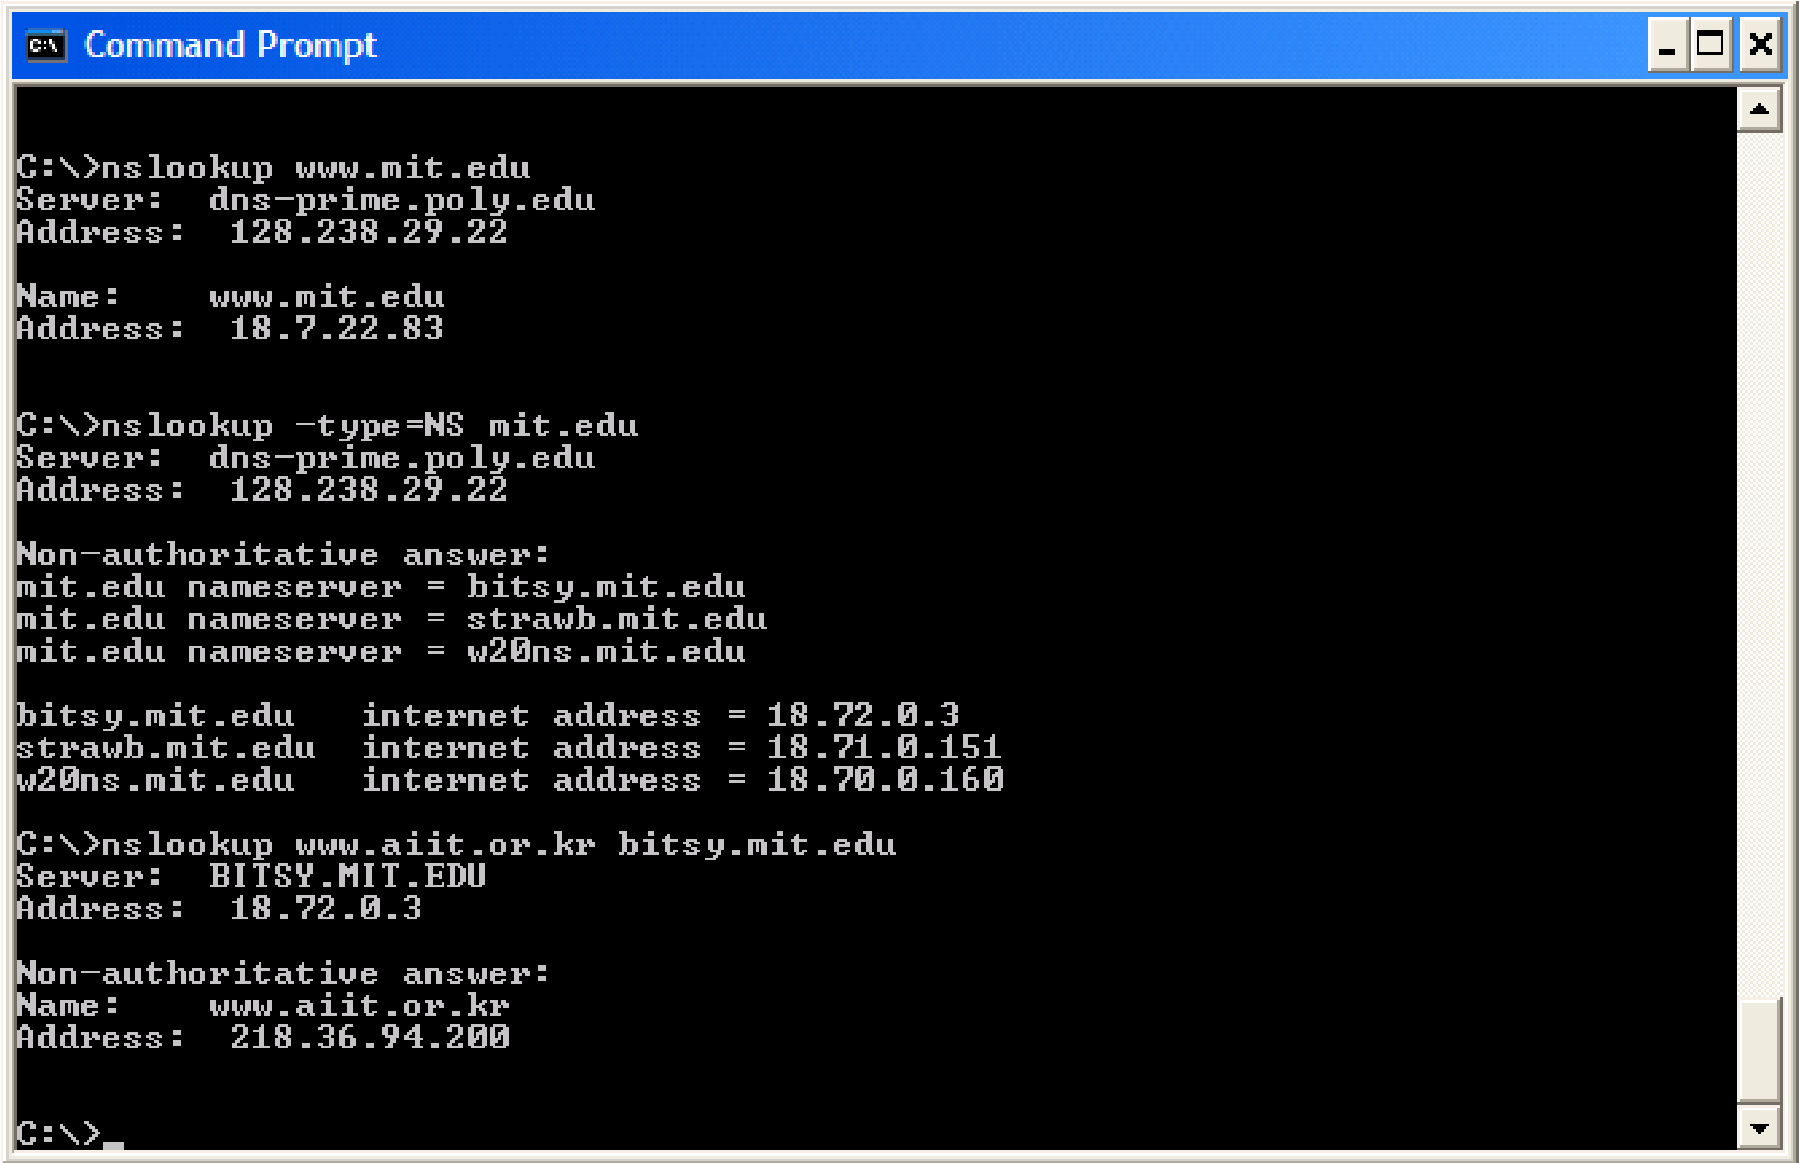 Command Prompt
C:\>nslookup www.mit.edu
Server:  dns-prime.poly.edu
Address:  128.238.29.22
Name:    www.mit.edu
Address:  18.7.22.83
C:\>nslookup -type=NS mit.edu
Server:  dns-prime.poly.edu
Address:  128.238.29.22
Non-authoritative answer:
mit.edu nameserver = bitsy.mit.edu
mit.edu nameserver = strawb.mit.edu
mit.edu nameserver = w20ns.mit.edu
bitsy.mit.edu   internet address = 18.72.0.3
strawb.mit.edu  internet address = 18.71.0.151
w20ns.mit.edu   internet address = 18.70.0.160
C:\>nslookup www.aiit.or.kr bitsy.mit.edu
Server:  BITSY.MIT.EDU
Address:  18.72.0.3
Non-authoritative answer:
Name:    www.aiit.or.kr
Address:  218.36.94.200
C:\>_